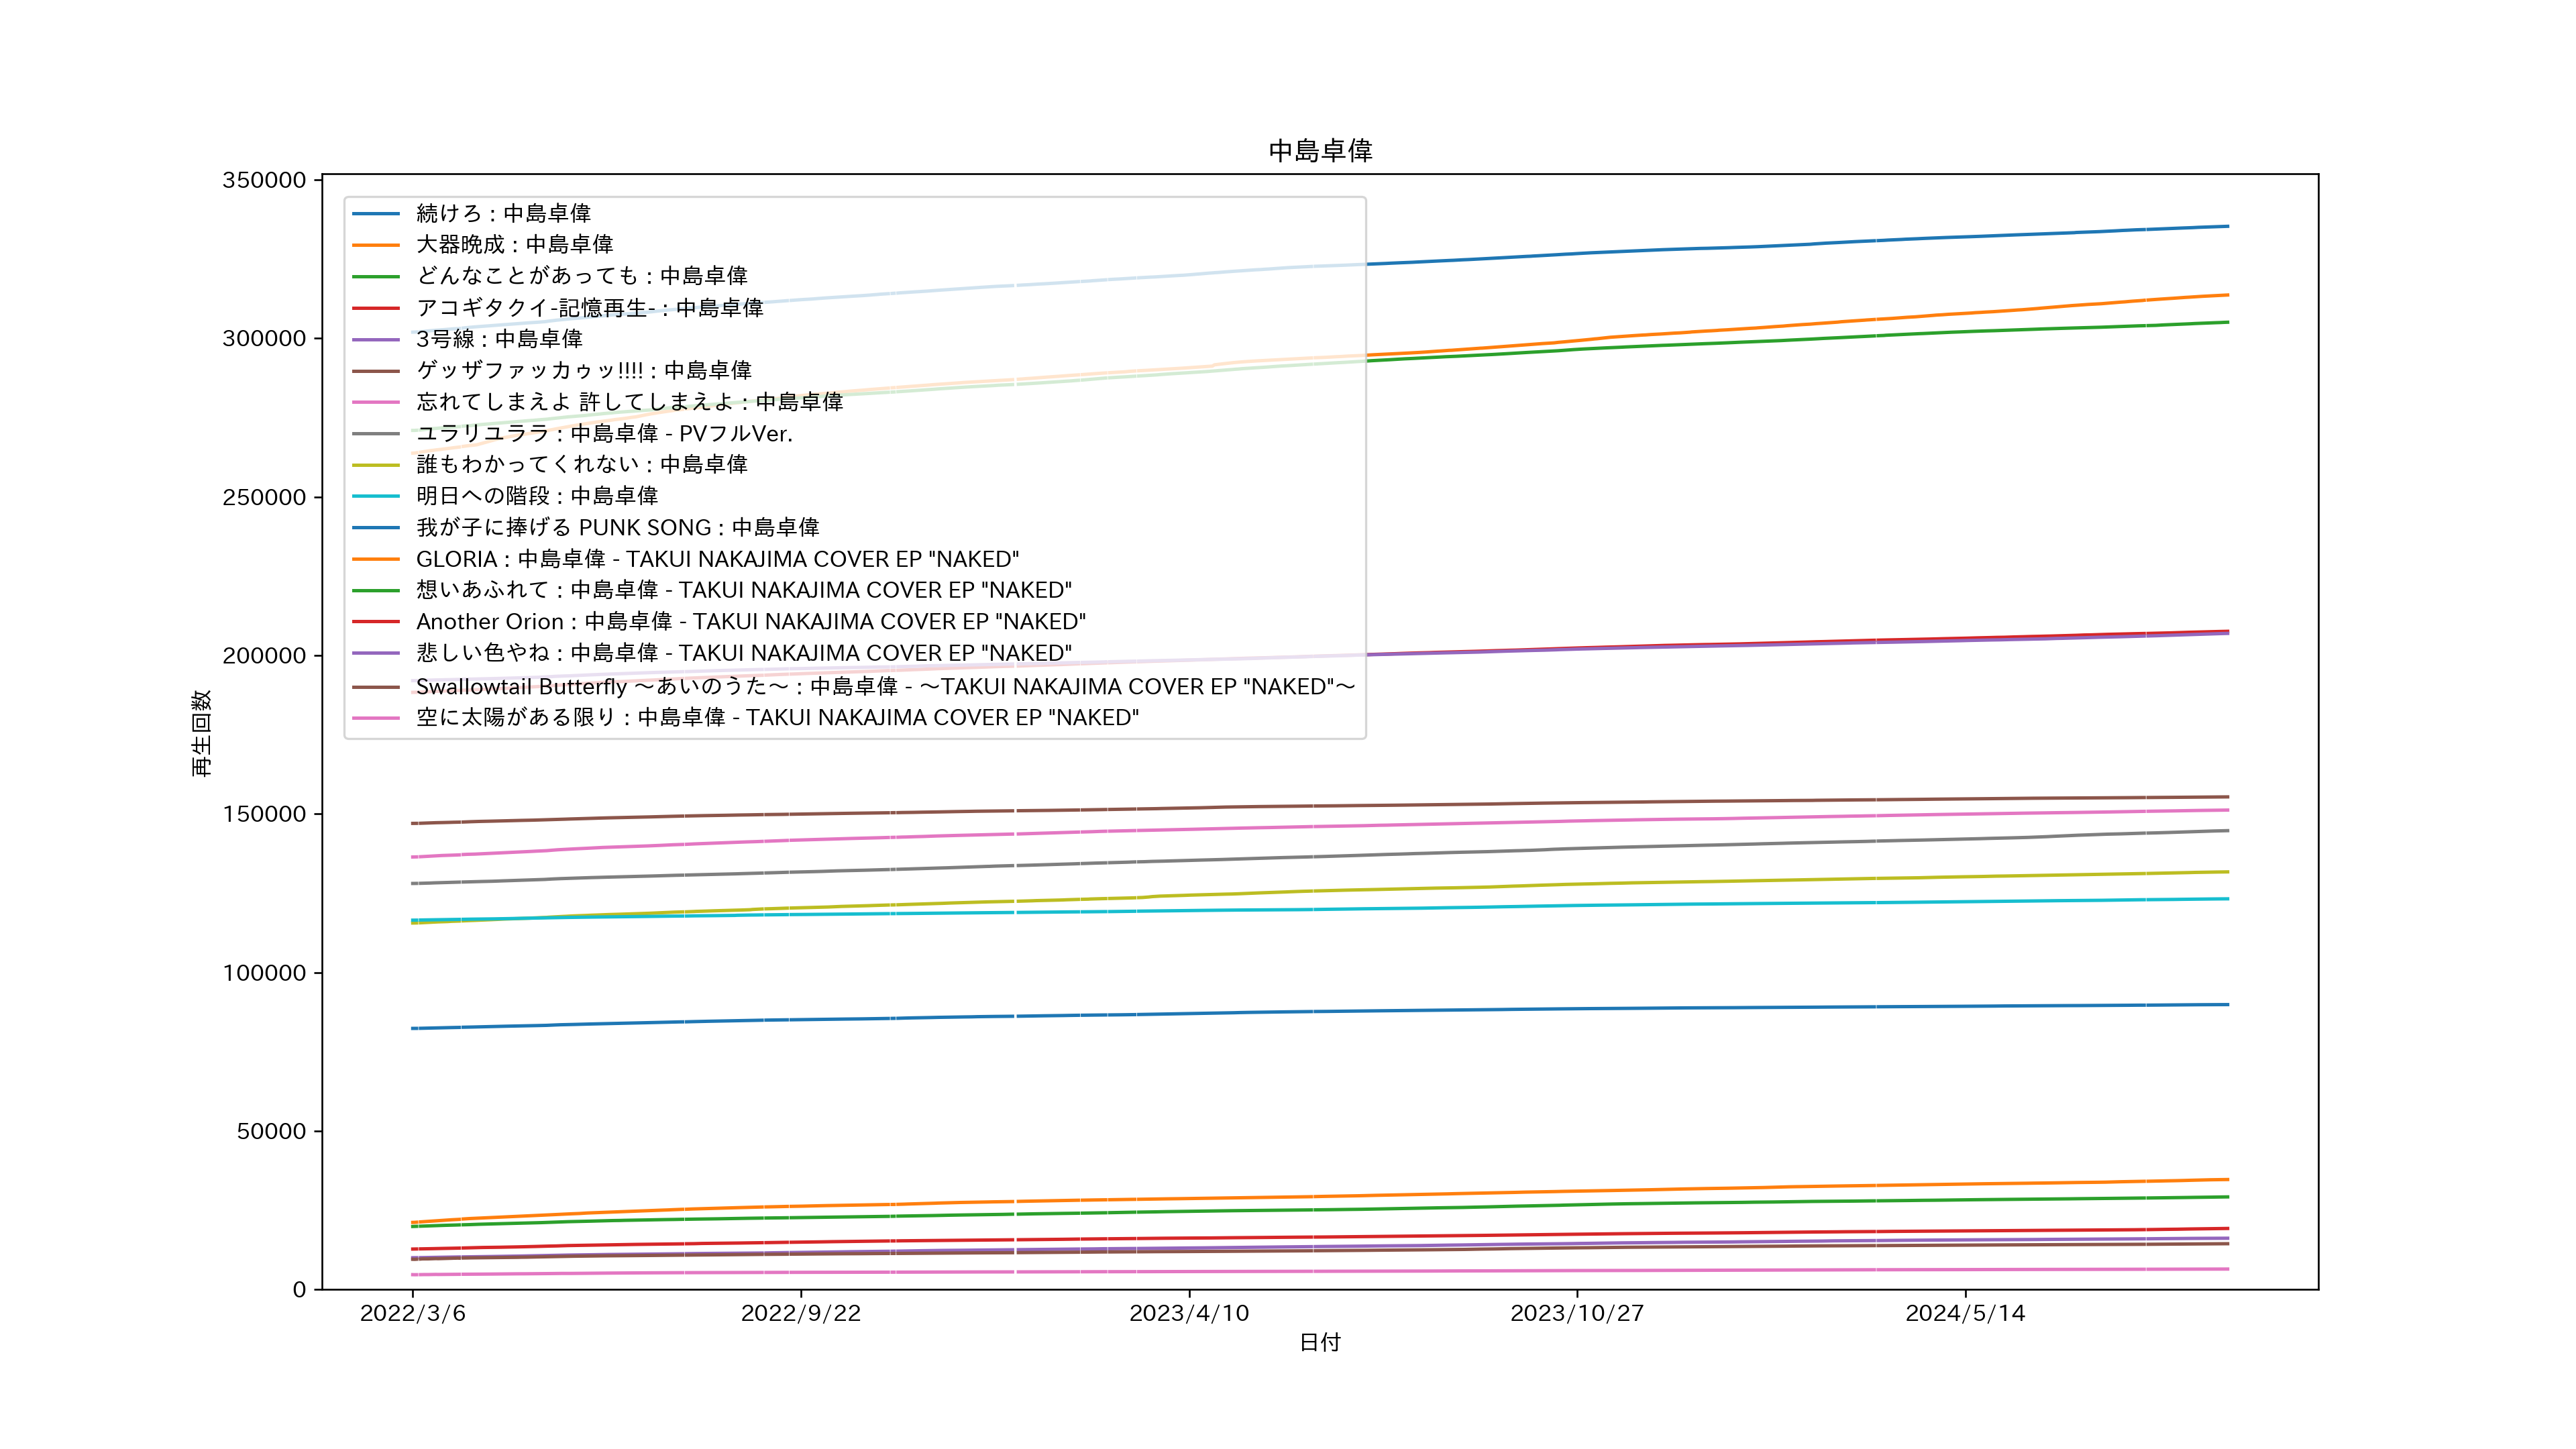 中島卓偉
350000
300000
250000
200000
150000
100000
50000
0
再生回数
続けろ : 中島卓偉
大器晩成 : 中島卓偉
どんなことがあっても : 中島卓偉
アコギタクイ-記憶再生- : 中島卓偉
3号線 : 中島卓偉
ゲッザファッカゥッ!!!! : 中島卓偉
忘れてしまえよ 許してしまえよ : 中島卓偉
ユラリユララ : 中島卓偉 - PVフルVer.
誰もわかってくれない : 中島卓偉
明日への階段 : 中島卓偉
我が子に捧げる PUNK SONG : 中島卓偉
GLORIA : 中島卓偉 - TAKUI NAKAJIMA COVER EP "NAKED"
想いあふれて : 中島卓偉 - TAKUI NAKAJIMA COVER EP "NAKED"
Another Orion : 中島卓偉 - TAKUI NAKAJIMA COVER EP "NAKED"
悲しい色やね : 中島卓偉 - TAKUI NAKAJIMA COVER EP "NAKED"
Swallowtail Butterfly 〜あいのうた〜 : 中島卓偉 - 〜TAKUI NAKAJIMA COVER EP "NAKED"〜
空に太陽がある限り : 中島卓偉 - TAKUI NAKAJIMA COVER EP "NAKED"
2022/3/6
2022/9/22
2023/4/10
2023/10/27
2024/5/14
日付